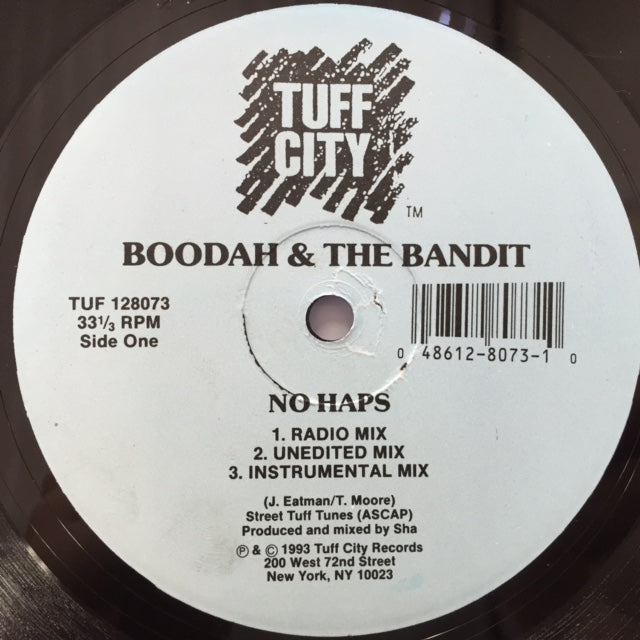 TUFF
CITY
TM
BOODAH & THE BANDIT
TUF 128073
33 1/3 RPM
Side One
0 48612-8073-1 0
NO HAPS
1. RADIO MIX
2. UNEDITED MIX
3. INSTRUMENTAL MIX
(J. Eatman/T. Moore)
Street Tuff Tunes (ASCAP)
Produced and mixed by Sha
℗ & © 1993 Tuff City Records
200 West 72nd Street
New York, NY 10023